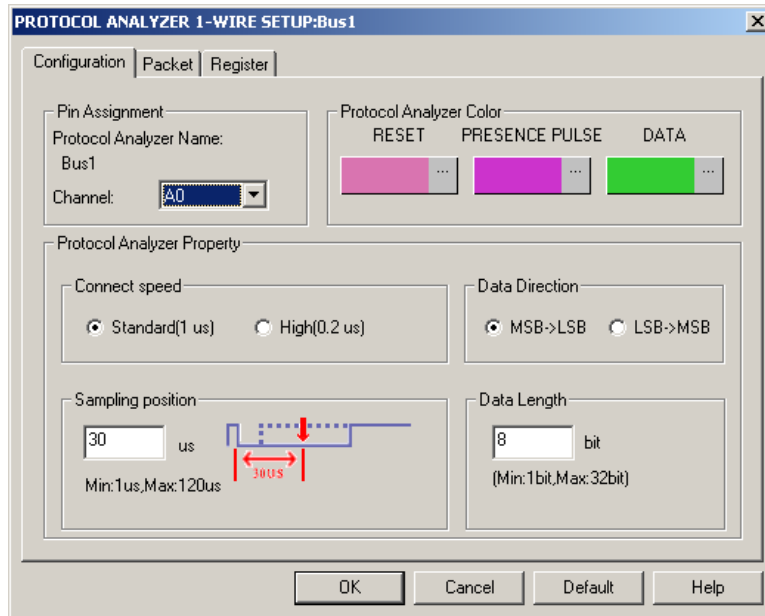 PROTOCOL ANALYZER 1-WIRE SETUP:Bus1
Configuration Packet Register
Pin Assignment
Protocol Analyzer Name:
Bus1
Channel: A0
Protocol Analyzer Color
RESET PRESENCE PULSE DATA
... ... ...
Protocol Analyzer Property
Connect speed
Standard(1 us) High(0.2 us)
Data Direction
MSB->LSB LSB->MSB
Sampling position
30 us
30US
Min:1us,Max:120us
Data Length
8 bit
(Min:1bit,Max:32bit)
OK Cancel Default Help